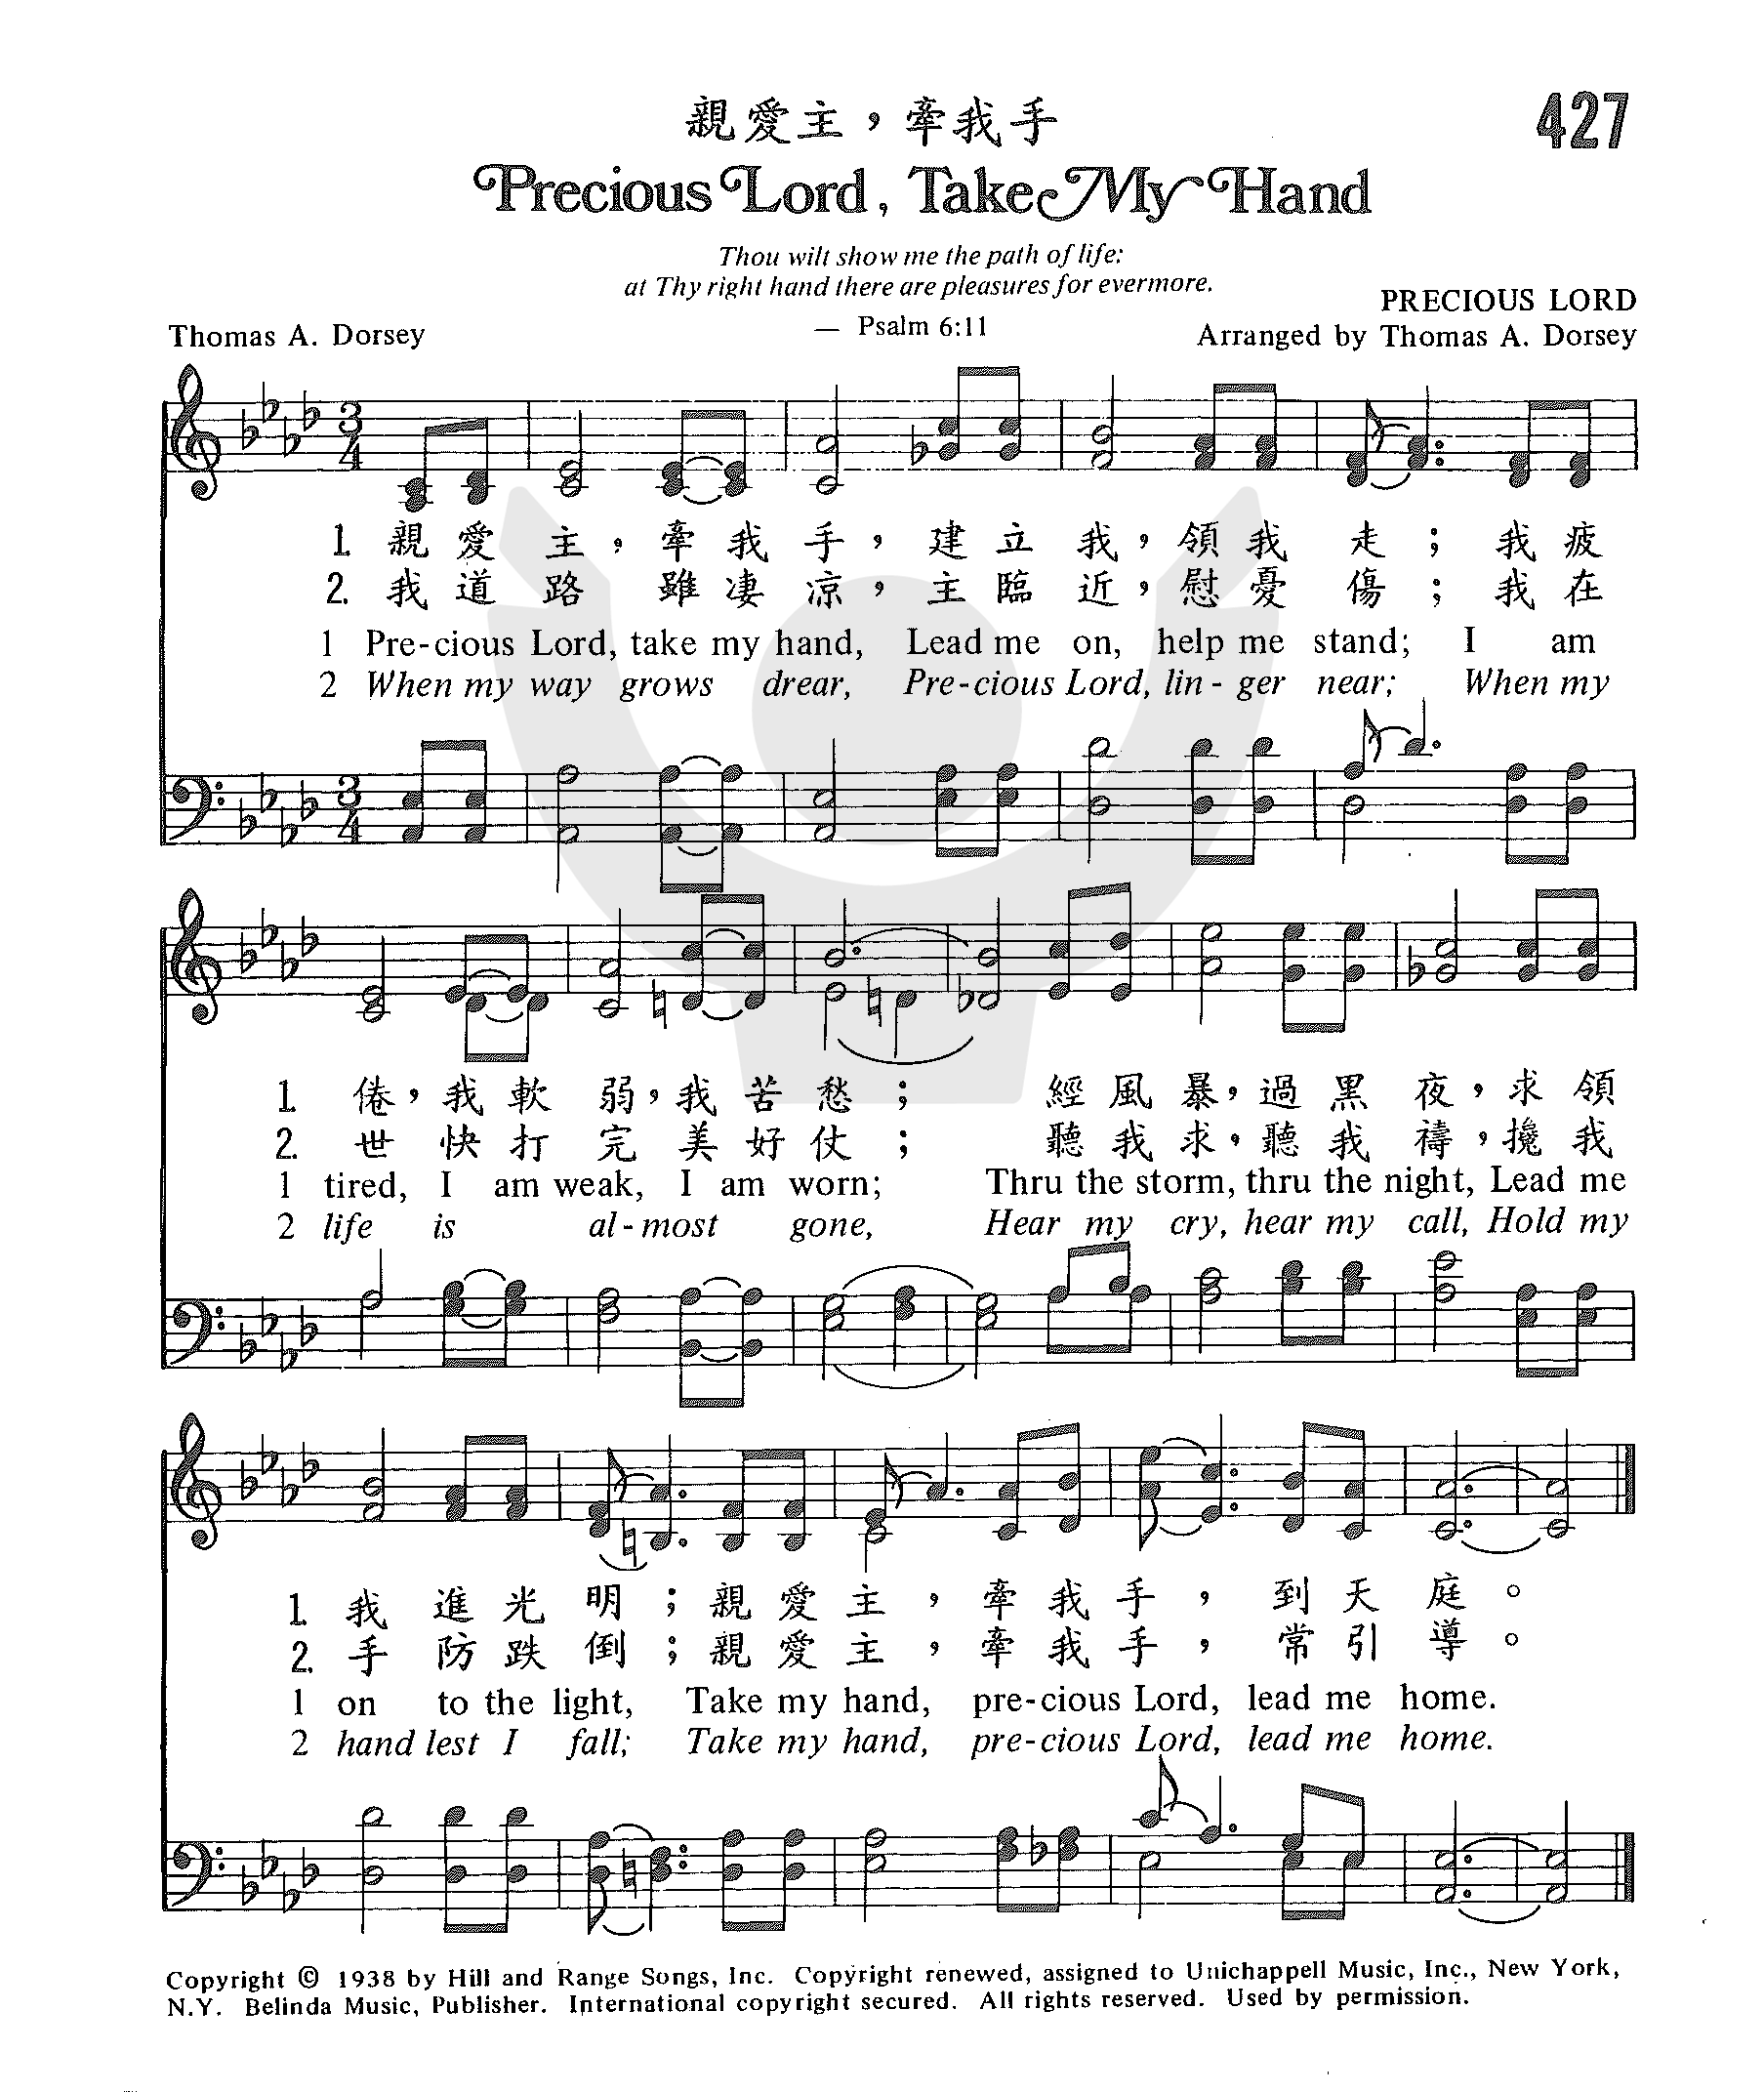 親愛主，牽我手
427
Precious Lord, Take My Hand
Thou wilt show me the path of life:
at Thy right hand there are pleasures for evermore.
— Psalm 6:11
PRECIOUS LORD
Thomas A. Dorsey
Arranged by Thomas A. Dorsey
1. 親愛主，牽我手，建立我，領我走；我疲
2. 我道路雖凄凉，主臨近，慰憂傷；我在
1 Pre-cious Lord, take my hand, Lead me on, help me stand; I am
2 When my way grows drear, Pre-cious Lord, lin-ger near; When my
1. 倦，我軟弱，我苦愁；經風暴，過黑夜，求領
2. 世快打完美好仗；聽我求，聽我禱，攙我
1 tired, I am weak, I am worn; Thru the storm, thru the night, Lead me
2 life is al-most gone, Hear my cry, hear my call, Hold my
1. 我進光明；親愛主，牽我手，到天庭。
2. 手防跌倒；親愛主，牽我手，常引導。
1 on to the light, Take my hand, pre-cious Lord, lead me home.
2 hand lest I fall; Take my hand, pre-cious Lord, lead me home.
Copyright © 1938 by Hill and Range Songs, Inc. Copyright renewed, assigned to Unichappell Music, Inc., New York,
N.Y. Belinda Music, Publisher. International copyright secured. All rights reserved. Used by permission.